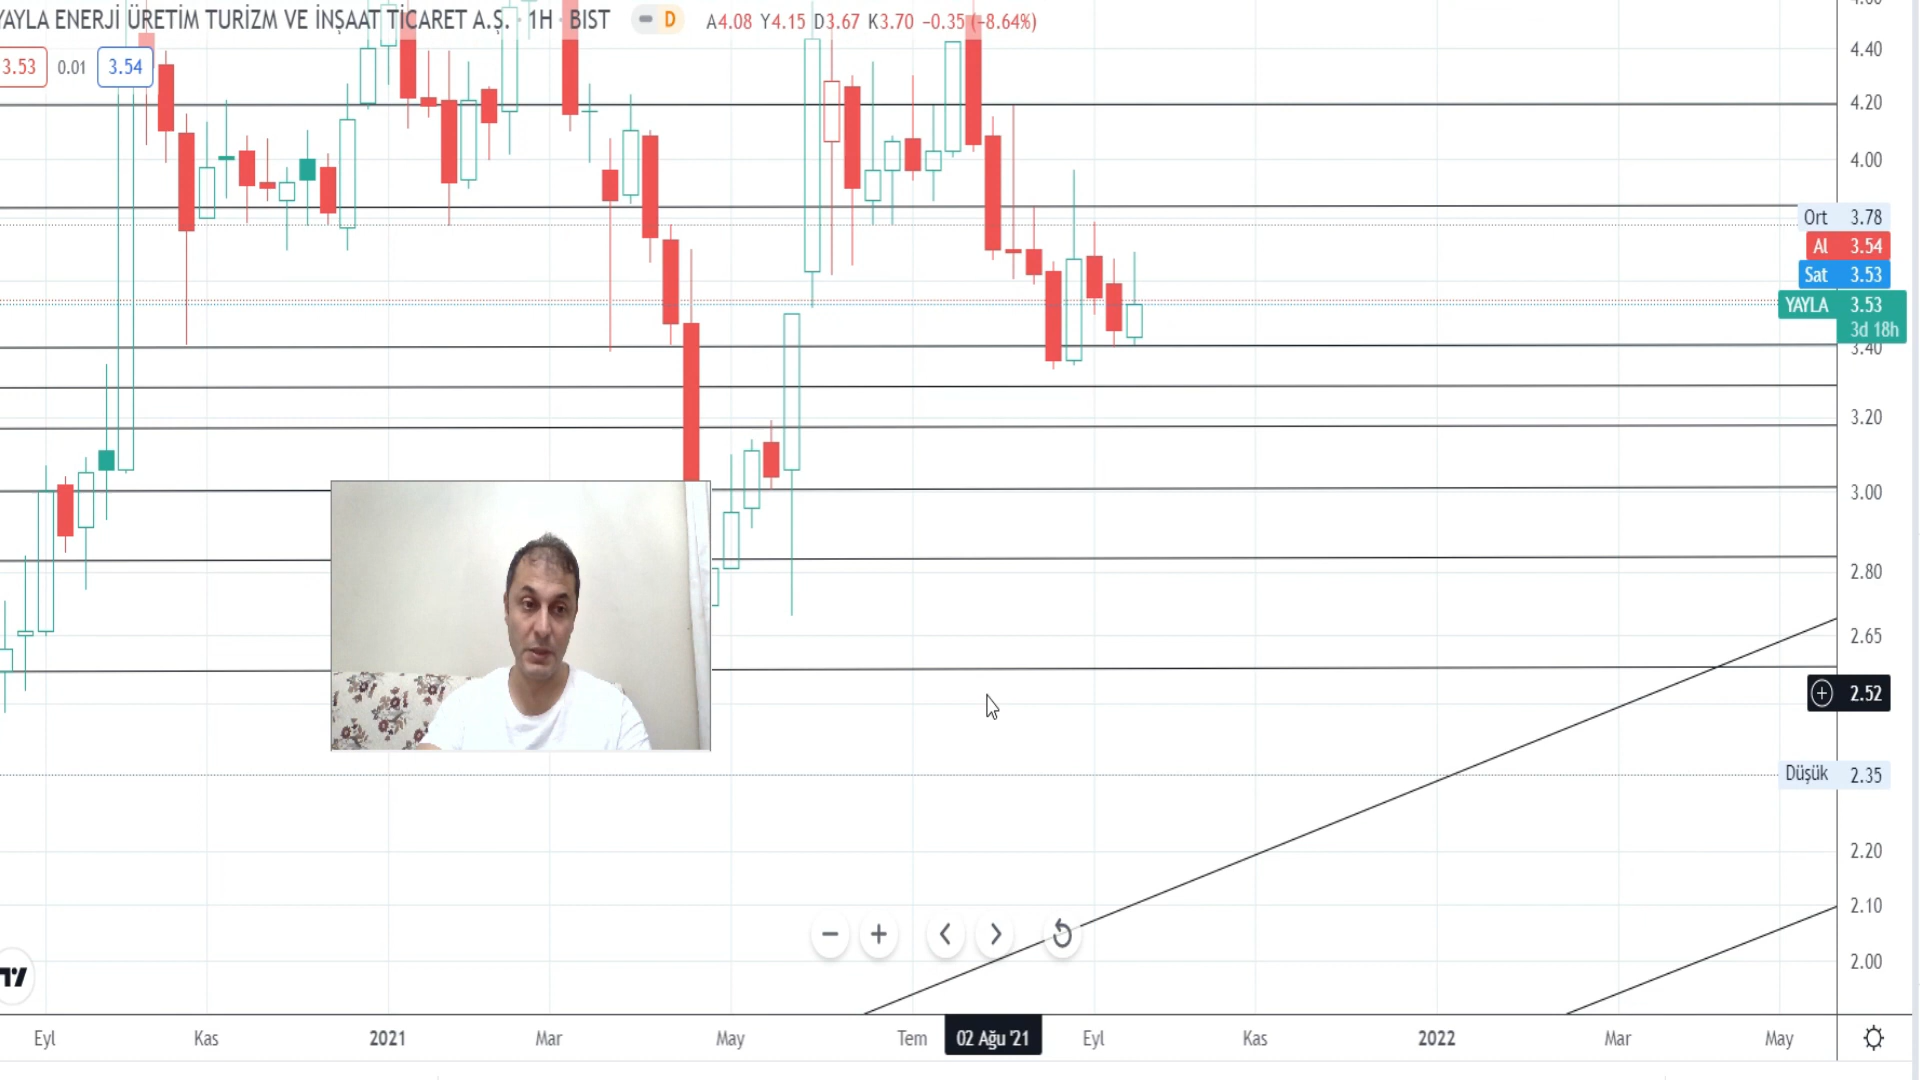 YAYLA ENERJİ ÜRETİM TURİZM VE İNŞAAT TİCARET A.Ş. · 1H · BIST D A4.08 Y4.15 D3.67 K3.70 −0.35 (−8.64%)
3.53 0.01 3.54
4.60
4.40
4.20
4.00
Ort 3.78
Al 3.54
Sat 3.53
YAYLA 3.53
3d 18h
3.40
3.20
3.00
2.80
2.65
2.52
Düşük 2.35
2.20
2.10
2.00
Eyl Kas 2021 Mar May Tem 02 Ağu '21 Eyl Kas 2022 Mar May